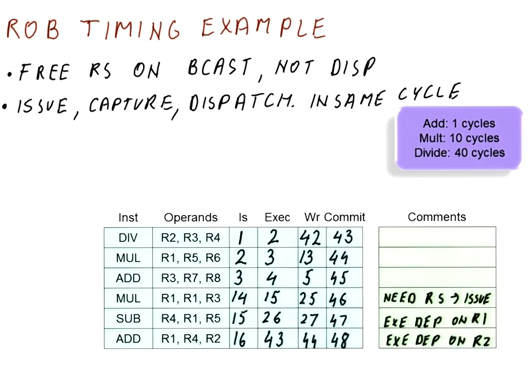 ROB TIMING EXAMPLE
• FREE RS ON BCAST, NOT DISP
• ISSUE, CAPTURE, DISPATCH IN SAME CYCLE
Add: 1 cycles
Mult: 10 cycles
Divide: 40 cycles
Inst Operands Is Exec Wr Commit Comments
DIV R2, R3, R4 1 2 42 43
MUL R1, R5, R6 2 3 13 44
ADD R3, R7, R8 3 4 5 45
MUL R1, R1, R3 14 15 25 46 NEED RS → ISSUE
SUB R4, R1, R5 15 26 27 47 EXE DEP ON R1
ADD R1, R4, R2 16 43 44 48 EXE DEP ON R2